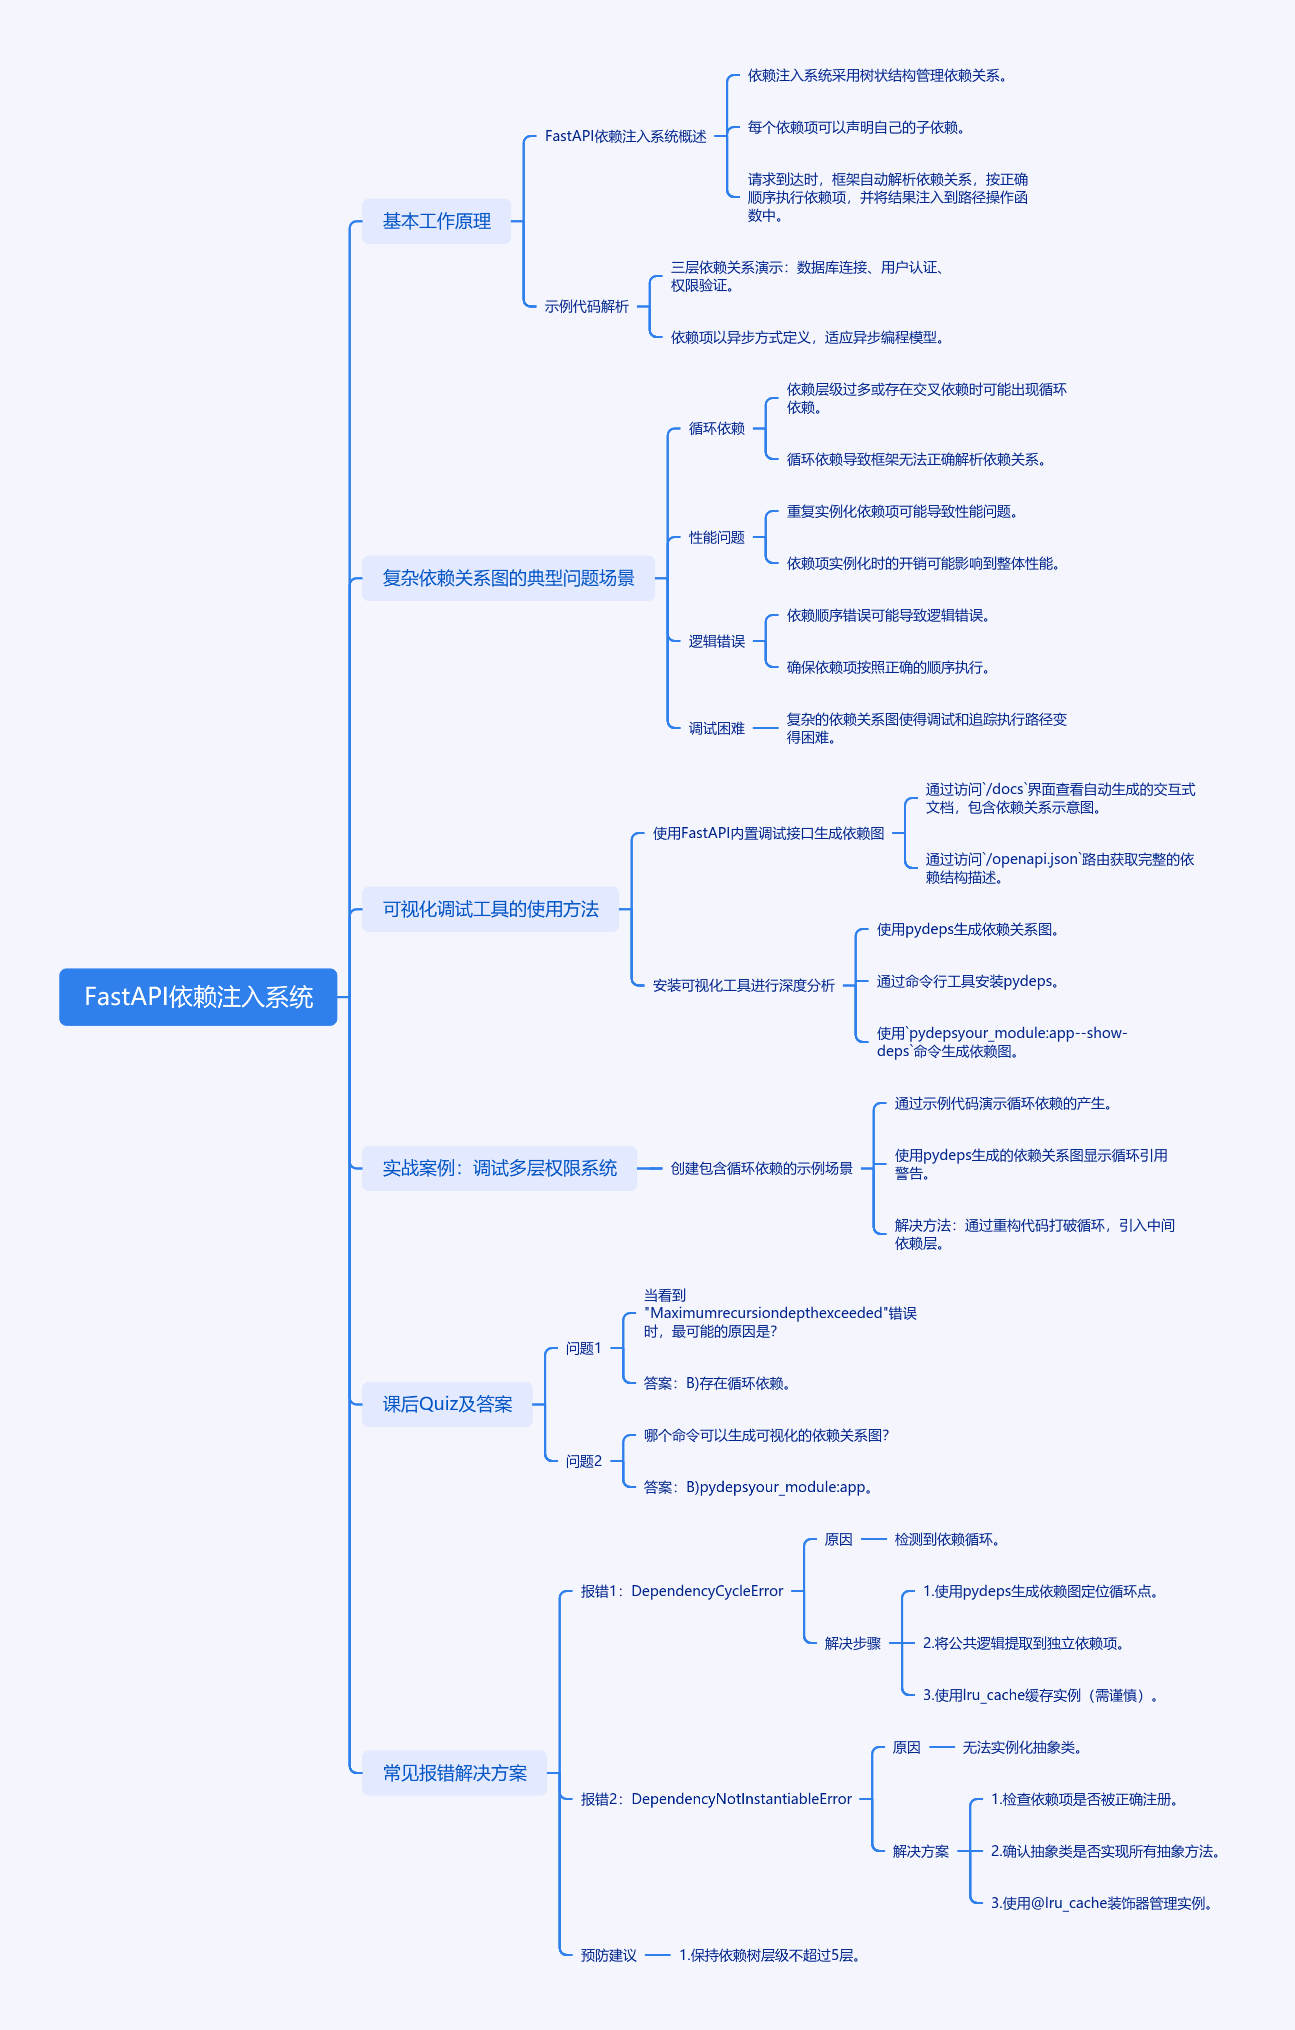 依赖注入系统采用树状结构管理依赖关系。
FastAPI依赖注入系统概述
每个依赖项可以声明自己的子依赖。
请求到达时，框架自动解析依赖关系，按正确
顺序执行依赖项，并将结果注入到路径操作函
数中。
基本工作原理
三层依赖关系演示：数据库连接、用户认证、
权限验证。
示例代码解析
依赖项以异步方式定义，适应异步编程模型。
依赖层级过多或存在交叉依赖时可能出现循环
依赖。
循环依赖
循环依赖导致框架无法正确解析依赖关系。
重复实例化依赖项可能导致性能问题。
性能问题
依赖项实例化时的开销可能影响到整体性能。
复杂依赖关系图的典型问题场景
依赖顺序错误可能导致逻辑错误。
逻辑错误
确保依赖项按照正确的顺序执行。
复杂的依赖关系图使得调试和追踪执行路径变
得困难。
调试困难
通过访问`/docs`界面查看自动生成的交互式
文档，包含依赖关系示意图。
使用FastAPI内置调试接口生成依赖图
通过访问`/openapi.json`路由获取完整的依
赖结构描述。
可视化调试工具的使用方法
使用pydeps生成依赖关系图。
安装可视化工具进行深度分析
通过命令行工具安装pydeps。
使用`pydepsyour_module:app--show-
deps`命令生成依赖图。
FastAPI依赖注入系统
通过示例代码演示循环依赖的产生。
实战案例：调试多层权限系统
创建包含循环依赖的示例场景
使用pydeps生成的依赖关系图显示循环引用
警告。
解决方法：通过重构代码打破循环，引入中间
依赖层。
当看到
"Maximumrecursiondepthexceeded"错误
时，最可能的原因是？
问题1
答案：B)存在循环依赖。
课后Quiz及答案
哪个命令可以生成可视化的依赖关系图？
问题2
答案：B)pydepsyour_module:app。
原因
检测到依赖循环。
报错1：DependencyCycleError
1.使用pydeps生成依赖图定位循环点。
解决步骤
2.将公共逻辑提取到独立依赖项。
3.使用lru_cache缓存实例（需谨慎）。
常见报错解决方案
原因
无法实例化抽象类。
报错2：DependencyNotInstantiableError
1.检查依赖项是否被正确注册。
解决方案
2.确认抽象类是否实现所有抽象方法。
3.使用@lru_cache装饰器管理实例。
预防建议
1.保持依赖树层级不超过5层。